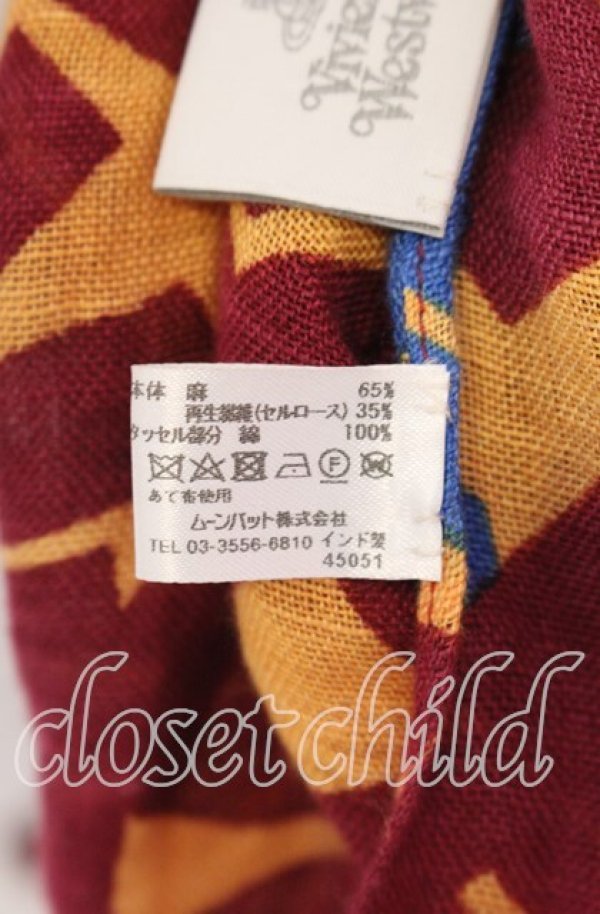 Vivie
Westw
本体 麻 65%
再生繊維(セルロース) 35%
タッセル部分 綿 100%
F W
あて布使用
ムーンバット株式会社
TEL 03-3556-6810 インド製
45051
closet child